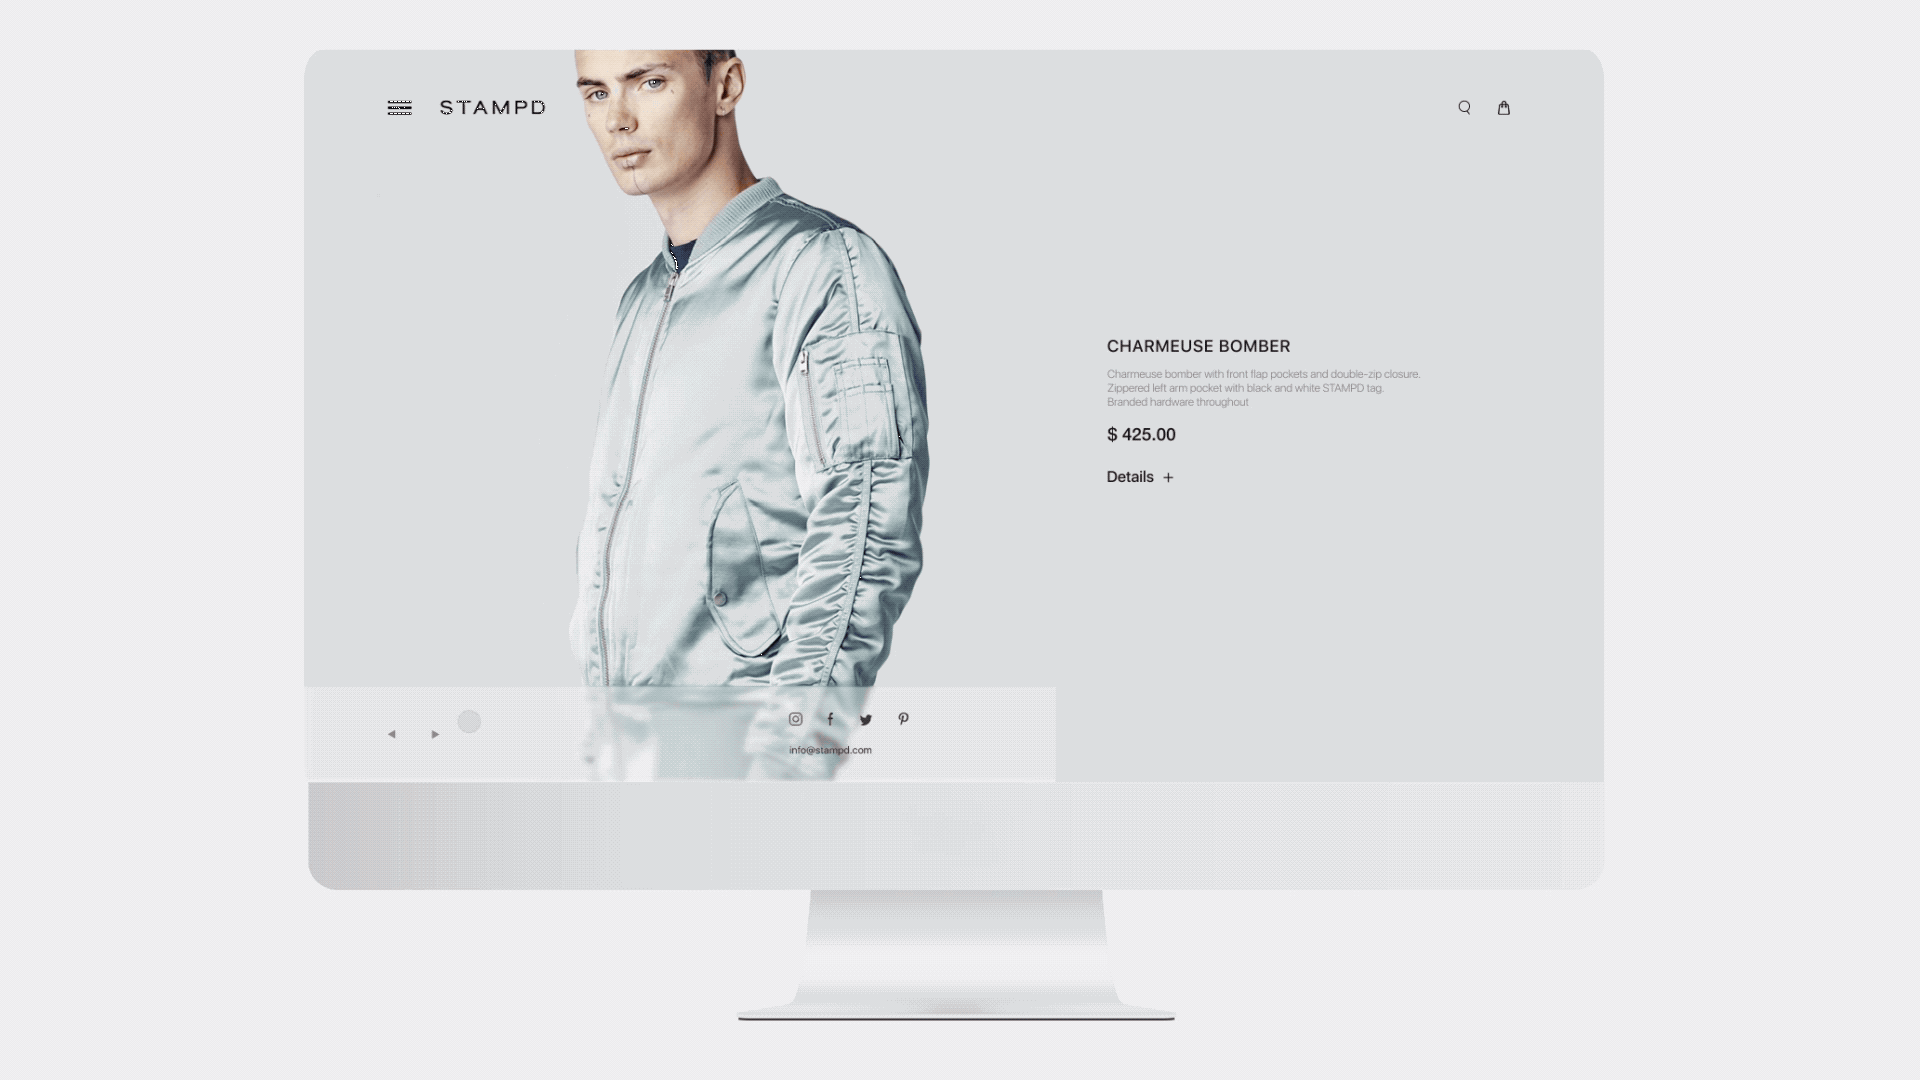 STAMPD
CHARMEUSE BOMBER
Charmeuse bomber with front flap pockets and double-zip closure.
Zippered left arm pocket with black and white STAMPD tag.
Branded hardware throughout
$ 425.00
Details +
info@stampd.com